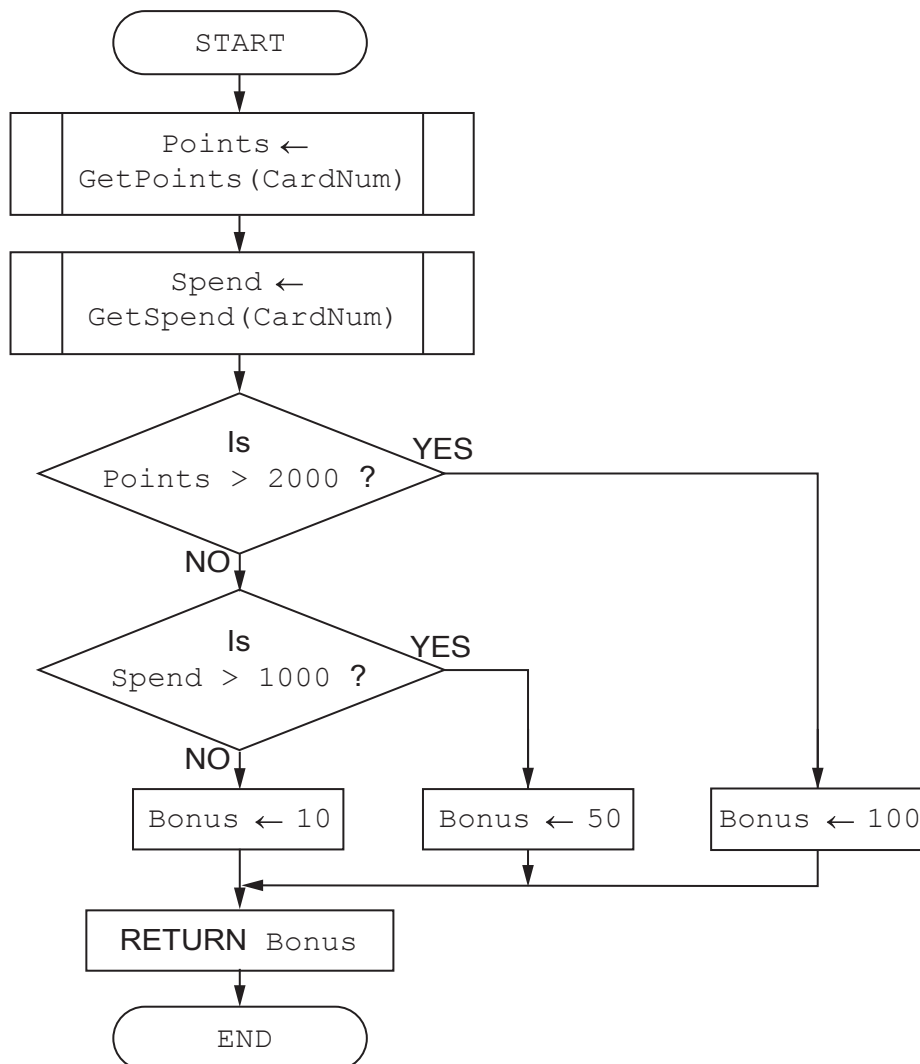 START
Points ←
GetPoints(CardNum)
Spend ←
GetSpend(CardNum)
Is
Points > 2000 ?
YES
NO
Is
Spend > 1000 ?
YES
NO
Bonus ← 10
Bonus ← 50
Bonus ← 100
RETURN Bonus
END